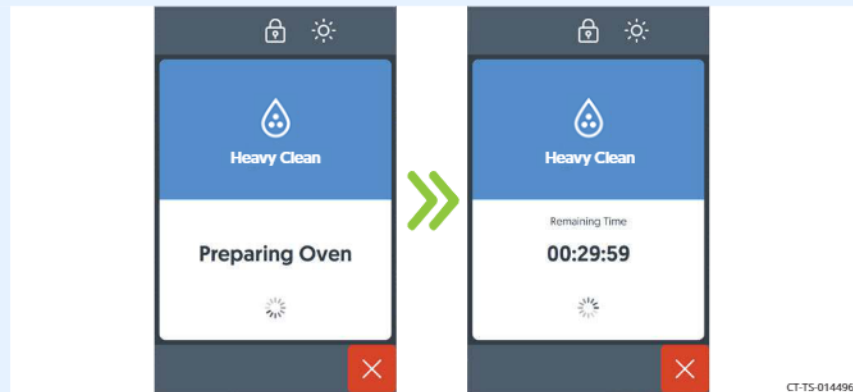 Heavy Clean
Preparing Oven
Heavy Clean
Remaining Time
00:29:59
CT-TS-014496